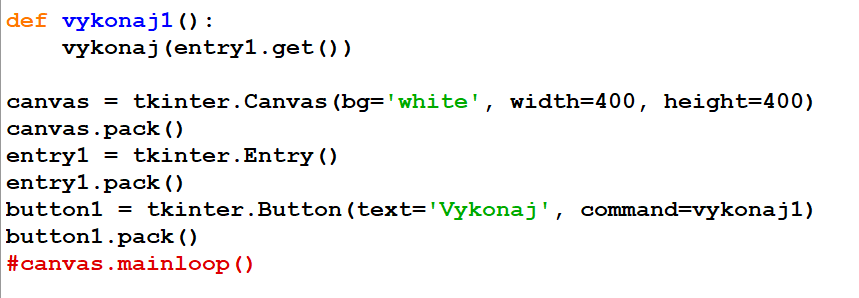 def vykonaj1():
    vykonaj(entry1.get())
canvas = tkinter.Canvas(bg='white', width=400, height=400)
canvas.pack()
entry1 = tkinter.Entry()
entry1.pack()
button1 = tkinter.Button(text='Vykonaj', command=vykonaj1)
button1.pack()
#canvas.mainloop()